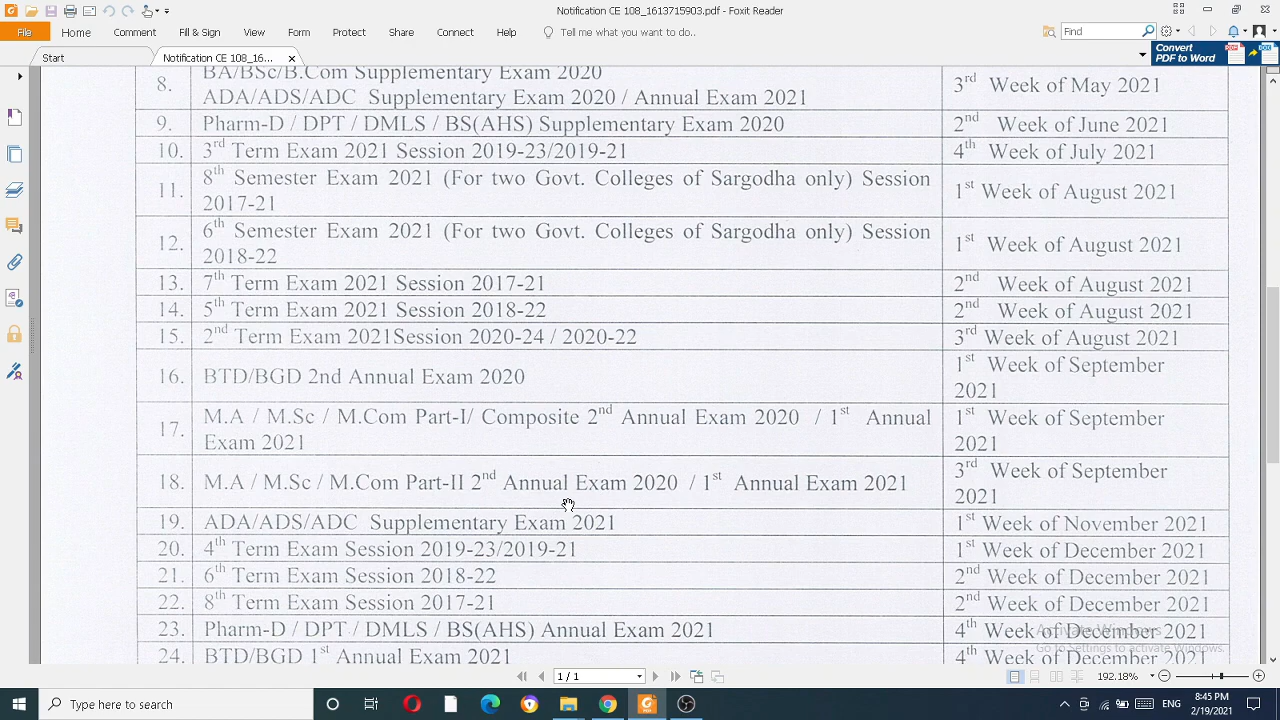 Notification CE 108_1613715903.pdf - Foxit Reader
File Home Comment Fill & Sign View Form Protect Share Connect Help Tell me what you want to do.. Find
Start Notification CE 108_16... Convert PDF to Word
8. BA/BSc/B.Com Supplementary Exam 2020
ADA/ADS/ADC Supplementary Exam 2020 / Annual Exam 2021 3rd Week of May 2021
9. Pharm-D / DPT / DMLS / BS(AHS) Supplementary Exam 2020 2nd Week of June 2021
10. 3rd Term Exam 2021 Session 2019-23/2019-21 4th Week of July 2021
11. 8th Semester Exam 2021 (For two Govt. Colleges of Sargodha only) Session 2017-21 1st Week of August 2021
12. 6th Semester Exam 2021 (For two Govt. Colleges of Sargodha only) Session 2018-22 1st Week of August 2021
13. 7th Term Exam 2021 Session 2017-21 2nd Week of August 2021
14. 5th Term Exam 2021 Session 2018-22 2nd Week of August 2021
15. 2nd Term Exam 2021Session 2020-24 / 2020-22 3rd Week of August 2021
16. BTD/BGD 2nd Annual Exam 2020 1st Week of September 2021
17. M.A / M.Sc / M.Com Part-I/ Composite 2nd Annual Exam 2020 / 1st Annual Exam 2021 1st Week of September 2021
18. M.A / M.Sc / M.Com Part-II 2nd Annual Exam 2020 / 1st Annual Exam 2021 3rd Week of September 2021
19. ADA/ADS/ADC Supplementary Exam 2021 1st Week of November 2021
20. 4th Term Exam Session 2019-23/2019-21 1st Week of December 2021
21. 6th Term Exam Session 2018-22 2nd Week of December 2021
22. 8th Term Exam Session 2017-21 2nd Week of December 2021
23. Pharm-D / DPT / DMLS / BS(AHS) Annual Exam 2021 4th Week of December 2021
24. BTD/BGD 1st Annual Exam 2021 4th Week of December 2021
Activate Windows
Go to Settings to activate Windows.
1 / 1 192.18%
Type here to search ENG 8:45 PM
2/19/2021